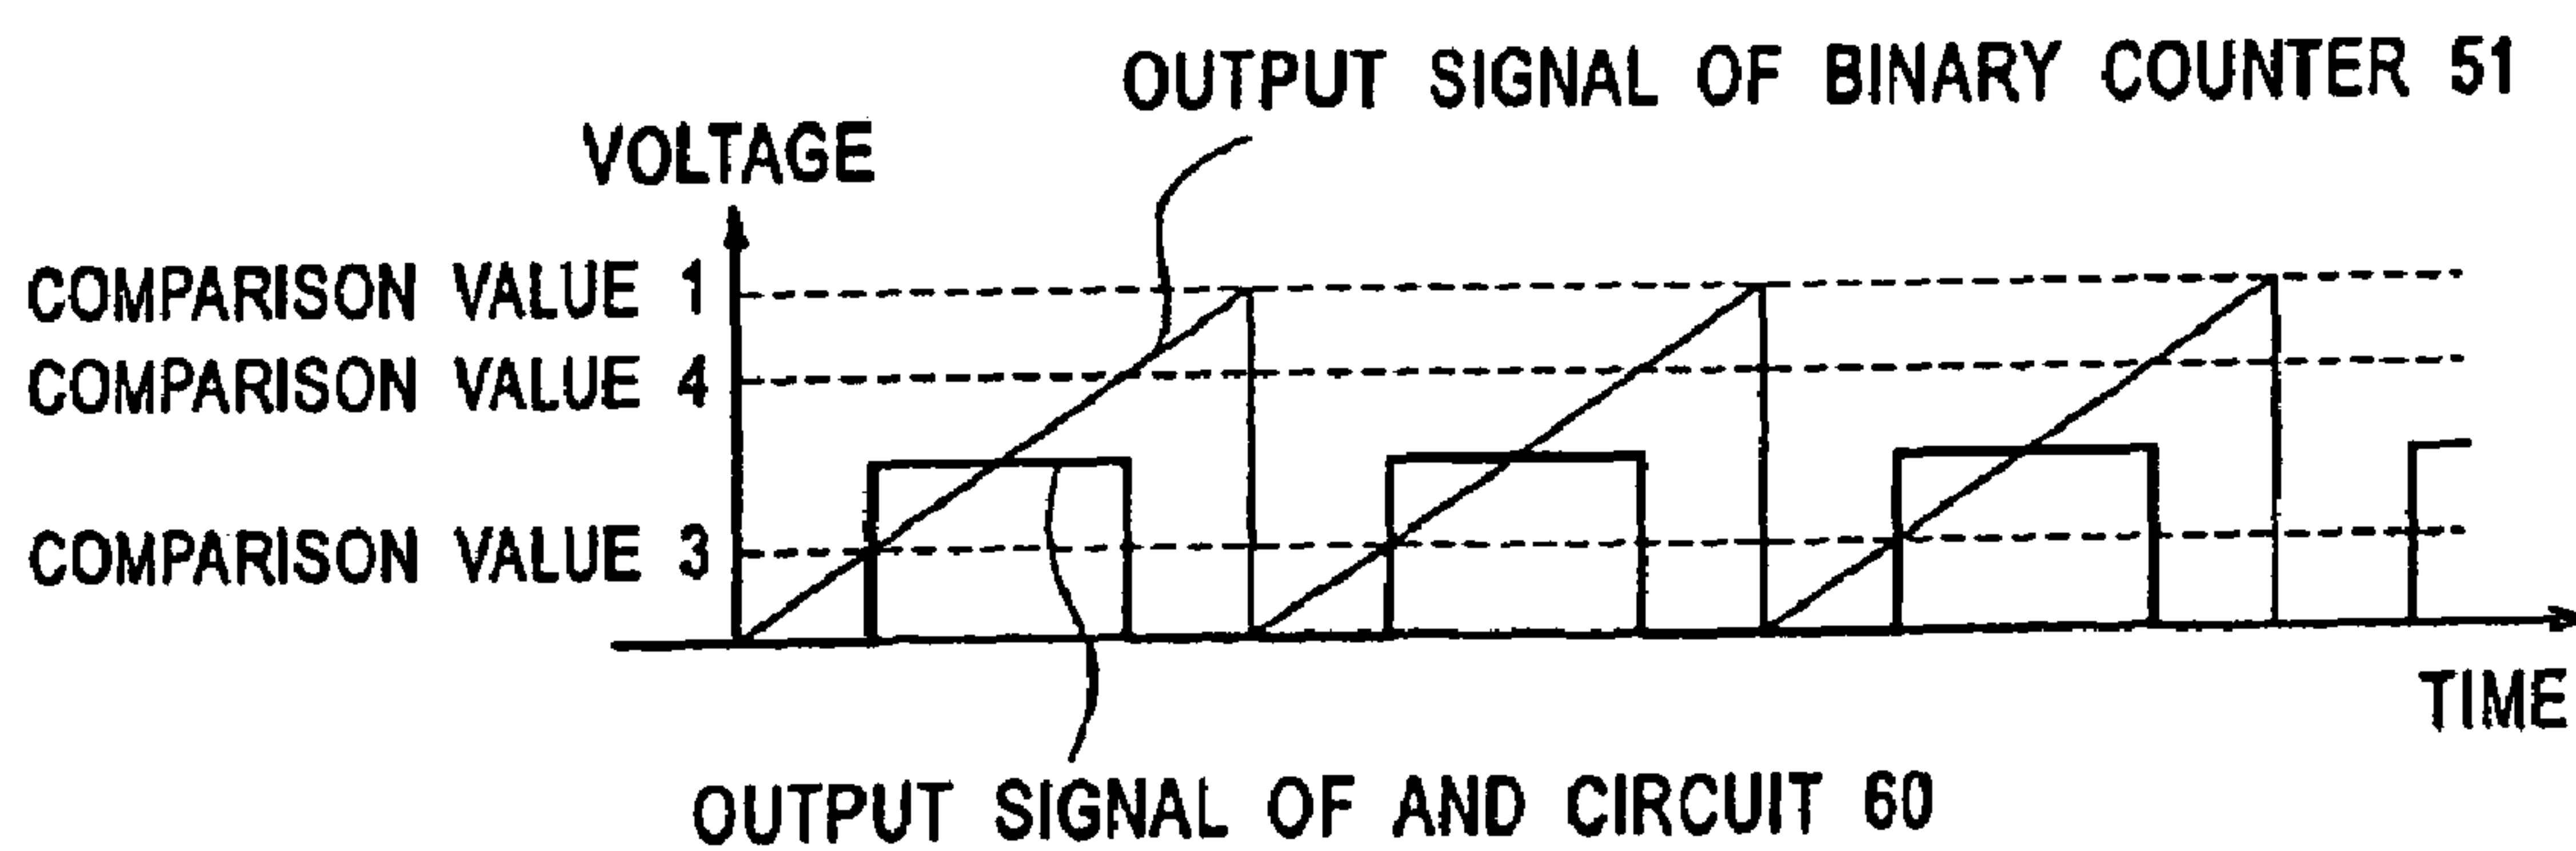 OUTPUT SIGNAL OF BINARY COUNTER 51
VOLTAGE
COMPARISON VALUE 1
COMPARISON VALUE 4
COMPARISON VALUE 3
TIME
OUTPUT SIGNAL OF AND CIRCUIT 60